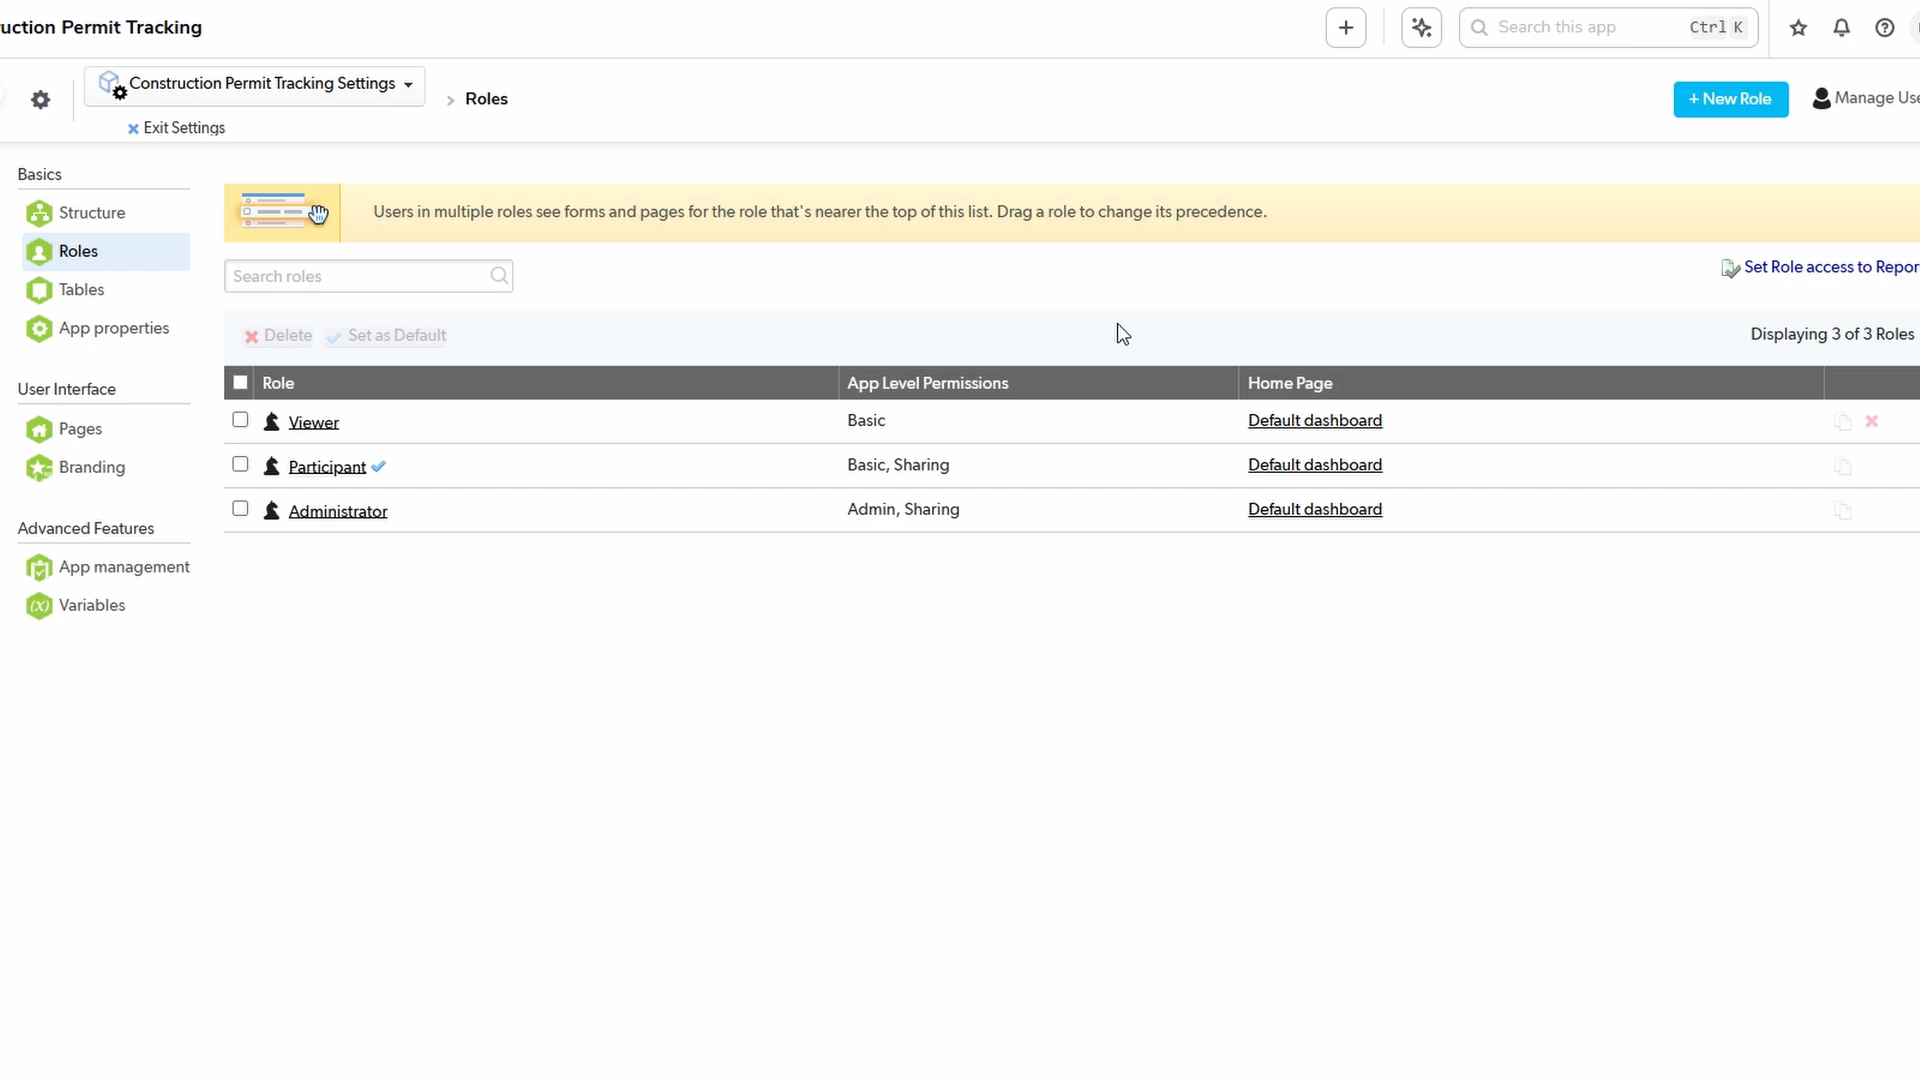 uction Permit Tracking
Search this app Ctrl K
Construction Permit Tracking Settings
> Roles
+ New Role
Manage Use
Exit Settings
Basics
Structure
Roles
Tables
App properties
User Interface
Pages
Branding
Advanced Features
App management
Variables
Users in multiple roles see forms and pages for the role that's nearer the top of this list. Drag a role to change its precedence.
Search roles
Set Role access to Repor
Delete Set as Default
Displaying 3 of 3 Roles
Role App Level Permissions Home Page
Viewer Basic Default dashboard
Participant Basic, Sharing Default dashboard
Administrator Admin, Sharing Default dashboard